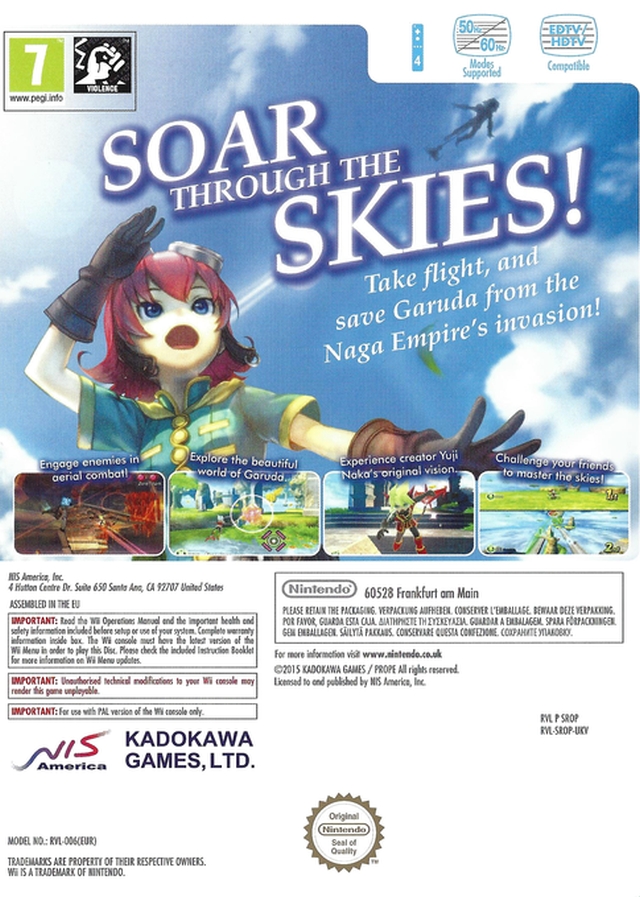 7
www.pegi.info
VIOLENCE
4
50Hz
60Hz
Modes
Supported
EDTV/
HDTV
Compatible
SOAR
THROUGH THE
SKIES!
Take flight, and
save Garuda from the
Naga Empire's invasion!
Engage enemies in
aerial combat!
Explore the beautiful
world of Garuda.
Experience creator Yuji
Naka's original vision.
Challenge your friends
to master the skies!
NIS America, Inc.
4 Hutton Centre Dr. Suite 650 Santa Ana, CA 92707 United States
ASSEMBLED IN THE EU
IMPORTANT: Read the Wii Operations Manual and the important health and
safety information included before setup or use of your system. Complete warranty
information inside box. The Wii console must have the latest version of the
Wii Menu in order to play this Disc. Please check the included Instruction Booklet
for more information on Wii Menu updates.
IMPORTANT: Unauthorised technical modifications to your Wii console may
render this game unplayable.
IMPORTANT: For use with PAL version of the Wii console only.
Nintendo 60528 Frankfurt am Main
PLEASE RETAIN THE PACKAGING. VERPACKUNG AUFHEBEN. CONSERVER L'EMBALLAGE. BEWAAR DEZE VERPAKKING.
POR FAVOR, GUARDA ESTA CAJA. ΔΙΑΤΗΡΗΣΤΕ ΤΗ ΣΥΣΚΕΥΑΣΙΑ. GUARDAR A EMBALAGEM. SPARA FÖRPACKNINGEN.
GEM EMBALLAGEN. SÄILYTÄ PAKKAUS. CONSERVARE QUESTA CONFEZIONE. СОХРАНИТЕ УПАКОВКУ.
For more information visit www.nintendo.co.uk
©2015 KADOKAWA GAMES / PROPE All rights reserved.
Licensed to and published by NIS America, Inc.
RVL P SROP
RVL-SROP-UKV
NIS
America
KADOKAWA
GAMES, LTD.
Original
Nintendo
Seal of
Quality
TM
MODEL NO.: RVL-006(EUR)
TRADEMARKS ARE PROPERTY OF THEIR RESPECTIVE OWNERS.
Wii IS A TRADEMARK OF NINTENDO.